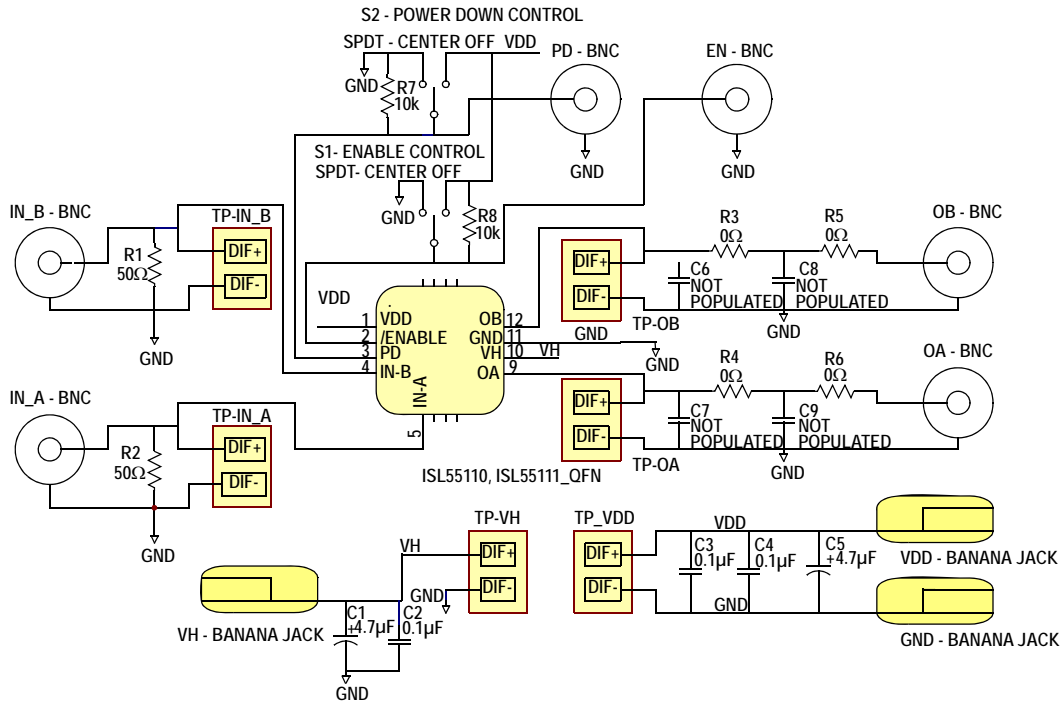 S2 - POWER DOWN CONTROL
SPDT - CENTER OFF
VDD
PD - BNC
EN - BNC
GND
R7
10k
GND
GND
S1- ENABLE CONTROL
SPDT- CENTER OFF
GND
R8
10k
IN_B - BNC
TP-IN_B
R1
50Ω
DIF+
DIF-
GND
VDD
1
2
3
4
VDD
/ENABLE
PD
IN-B
IN-A
5
OB
GND
VH
OA
12
11
10
9
VH
GND
DIF+
DIF-
GND
TP-OB
R3
0Ω
R5
0Ω
OB - BNC
C6
NOT
POPULATED
C8
NOT
POPULATED
GND
IN_A - BNC
TP-IN_A
R2
50Ω
DIF+
DIF-
GND
DIF+
DIF-
TP-OA
R4
0Ω
R6
0Ω
OA - BNC
C7
NOT
POPULATED
C9
NOT
POPULATED
GND
ISL55110, ISL55111_QFN
TP-VH
VH
DIF+
DIF-
GND
VH - BANANA JACK
C1
+4.7µF
C2
0.1µF
GND
TP_VDD
DIF+
DIF-
VDD
C3
0.1µF
C4
0.1µF
C5
+4.7µF
GND
VDD - BANANA JACK
GND - BANANA JACK